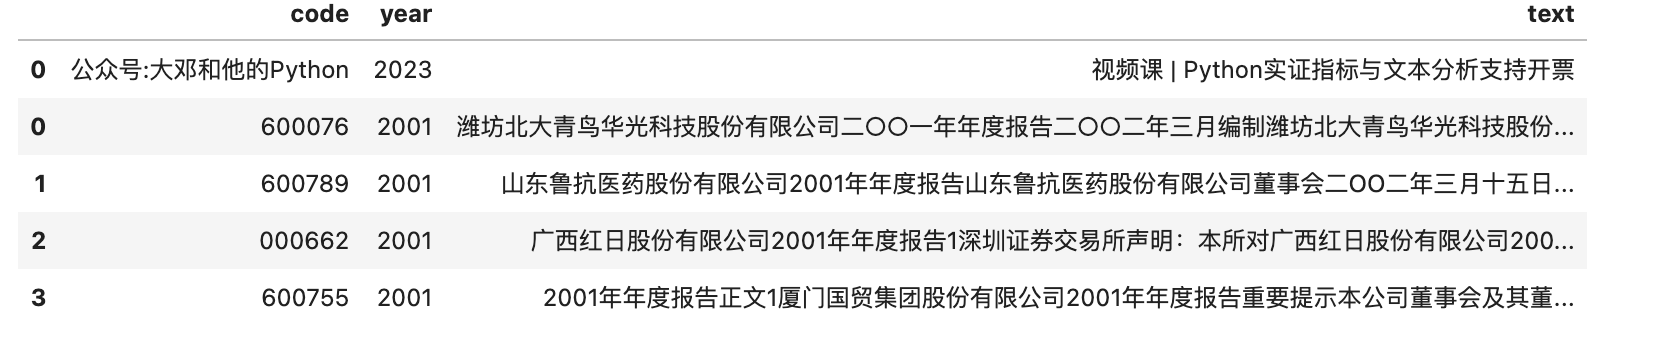 code year text
0 公众号:大邓和他的Python 2023 视频课 | Python实证指标与文本分析支持开票
0 600076 2001 潍坊北大青鸟华光科技股份有限公司二〇〇一年年度报告二〇〇二年三月编制潍坊北大青鸟华光科技股份...
1 600789 2001 山东鲁抗医药股份有限公司2001年年度报告山东鲁抗医药股份有限公司董事会二OO二年三月十五日...
2 000662 2001 广西红日股份有限公司2001年年度报告1深圳证券交易所声明：本所对广西红日股份有限公司200...
3 600755 2001 2001年年度报告正文1厦门国贸集团股份有限公司2001年年度报告重要提示本公司董事会及其董...